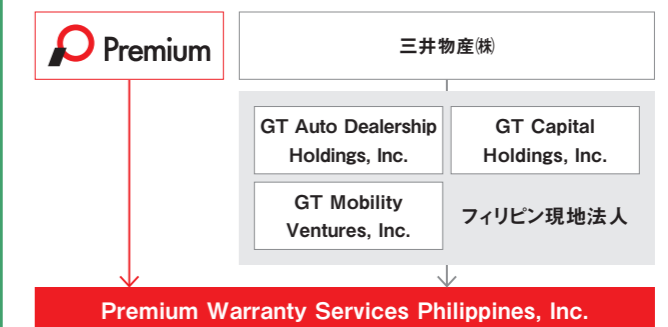 Premium
三井物産㈱
GT Auto Dealership
Holdings, Inc.
GT Capital
Holdings, Inc.
GT Mobility
Ventures, Inc.
フィリピン現地法人
Premium Warranty Services Philippines, Inc.